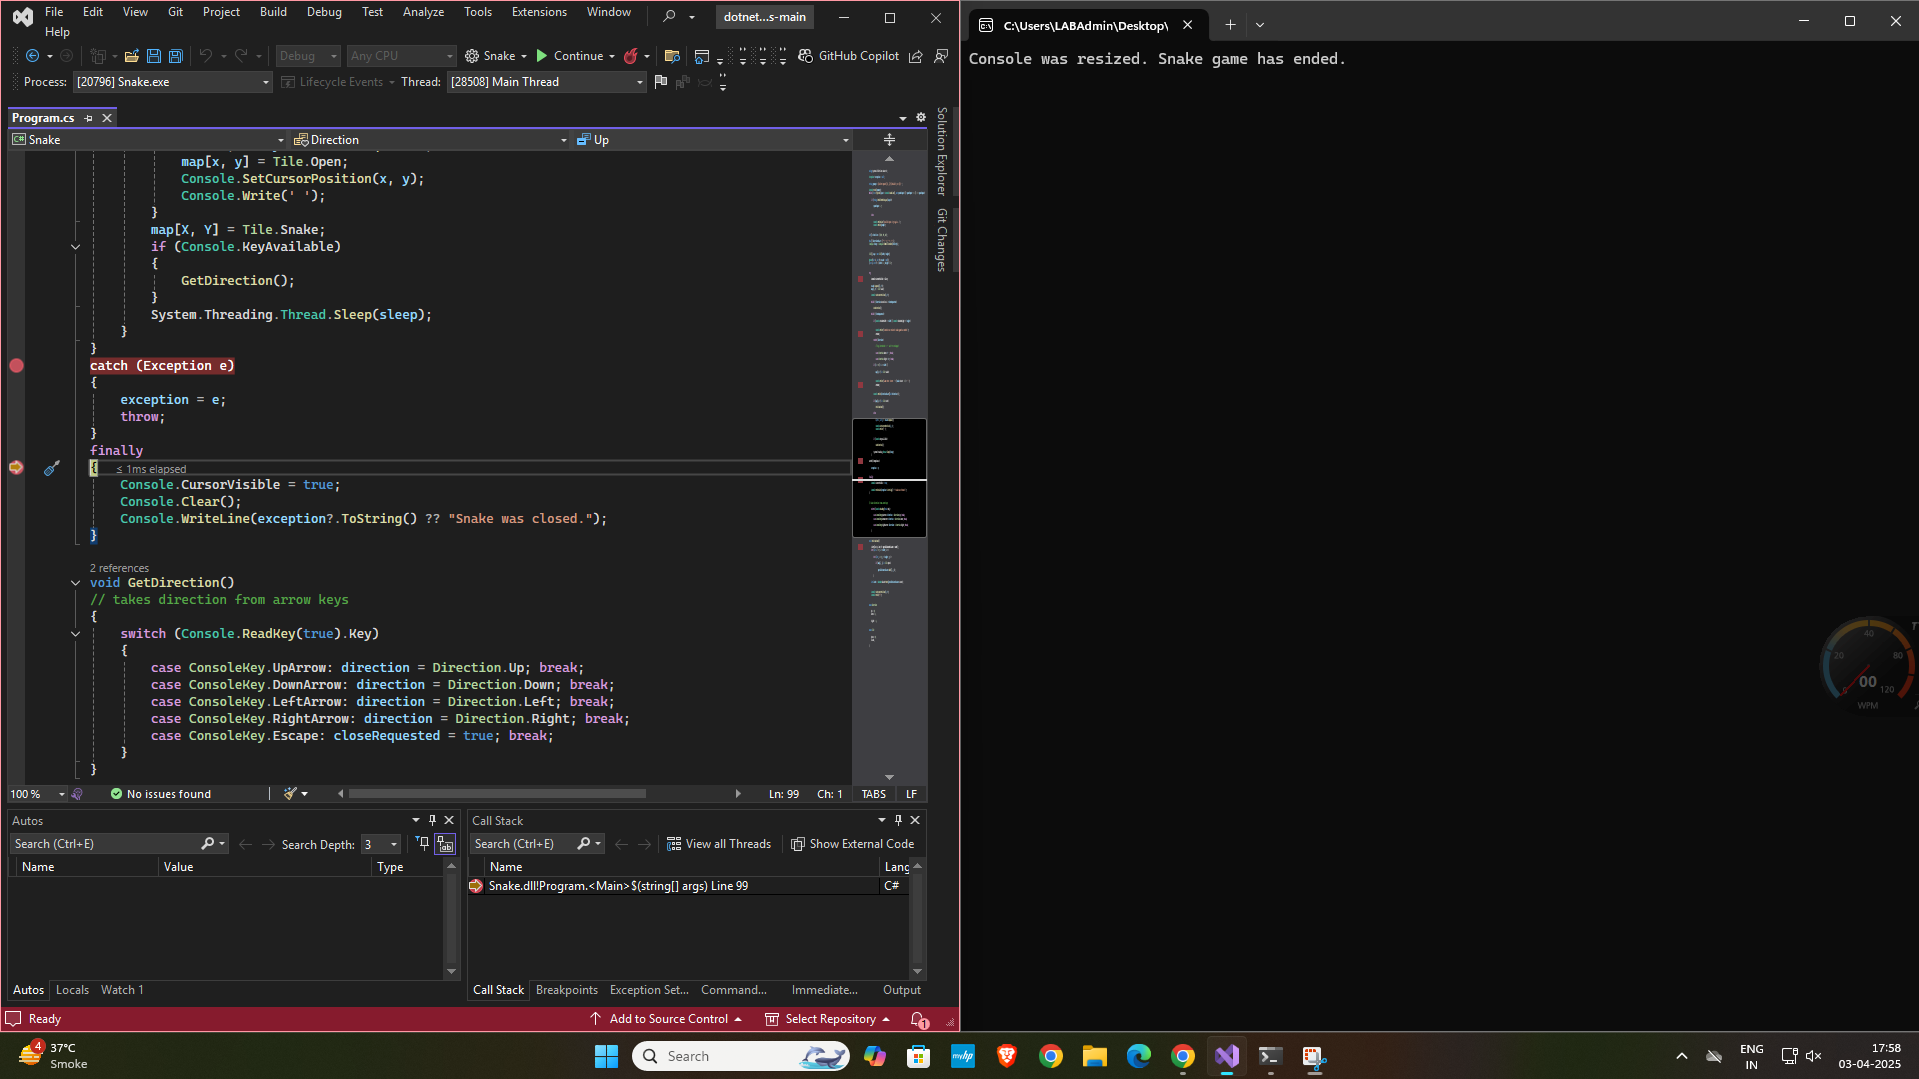 File Edit View Git Project Build Debug Test Analyze Tools Extensions Window dotnet...s-main
Help
Debug Any CPU Snake Continue GitHub Copilot
Process: [20796] Snake.exe Lifecycle Events Thread: [28508] Main Thread
Program.cs
C# Snake Direction Up
map[x, y] = Tile.Open;
Console.SetCursorPosition(x, y);
Console.Write(' ');
}
map[X, Y] = Tile.Snake;
if (Console.KeyAvailable)
{
GetDirection();
}
System.Threading.Thread.Sleep(sleep);
}
}
catch (Exception e)
{
exception = e;
throw;
}
finally
{ ≤ 1ms elapsed
Console.CursorVisible = true;
Console.Clear();
Console.WriteLine(exception?.ToString() ?? "Snake was closed.");
}
2 references
void GetDirection()
// takes direction from arrow keys
{
switch (Console.ReadKey(true).Key)
{
case ConsoleKey.UpArrow: direction = Direction.Up; break;
case ConsoleKey.DownArrow: direction = Direction.Down; break;
case ConsoleKey.LeftArrow: direction = Direction.Left; break;
case ConsoleKey.RightArrow: direction = Direction.Right; break;
case ConsoleKey.Escape: closeRequested = true; break;
}
}
100 % No issues found Ln: 99 Ch: 1 TABS LF
Solution Explorer
Git Changes
Autos
Search (Ctrl+E) Search Depth: 3
Name Value Type
Autos Locals Watch 1
Call Stack
Search (Ctrl+E) View all Threads Show External Code
Name Lang
Snake.dll!Program.<Main>$(string[] args) Line 99 C#
Call Stack Breakpoints Exception Set... Command... Immediate... Output
Ready Add to Source Control Select Repository 1
C:\Users\LABAdmin\Desktop\
Console was resized. Snake game has ended.
20 40 80 120
00
WPM
4 37°C
Smoke
Search
myhp
ENG
IN
17:58
03-04-2025